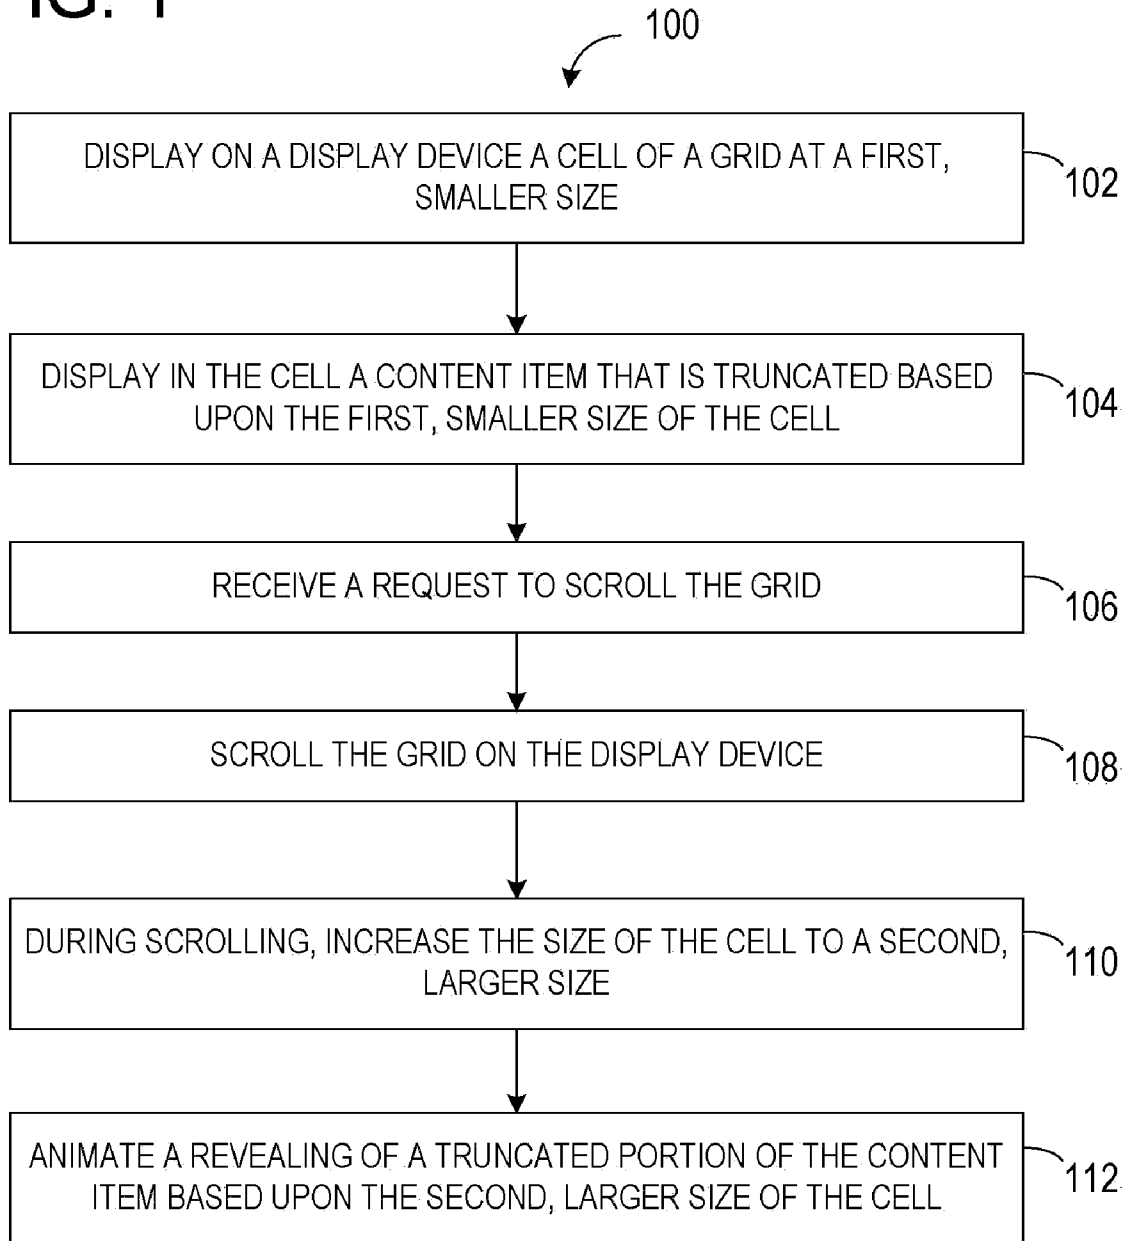 FIG. 1
100
DISPLAY ON A DISPLAY DEVICE A CELL OF A GRID AT A FIRST,
SMALLER SIZE
102
DISPLAY IN THE CELL A CONTENT ITEM THAT IS TRUNCATED BASED
UPON THE FIRST, SMALLER SIZE OF THE CELL
104
RECEIVE A REQUEST TO SCROLL THE GRID
106
SCROLL THE GRID ON THE DISPLAY DEVICE
108
DURING SCROLLING, INCREASE THE SIZE OF THE CELL TO A SECOND,
LARGER SIZE
110
ANIMATE A REVEALING OF A TRUNCATED PORTION OF THE CONTENT
ITEM BASED UPON THE SECOND, LARGER SIZE OF THE CELL
112